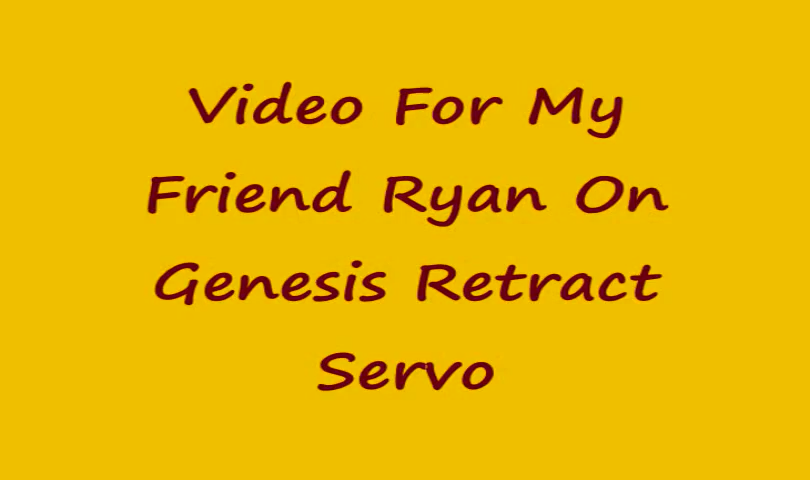 Video For My
Friend Ryan On
Genesis Retract
Servo